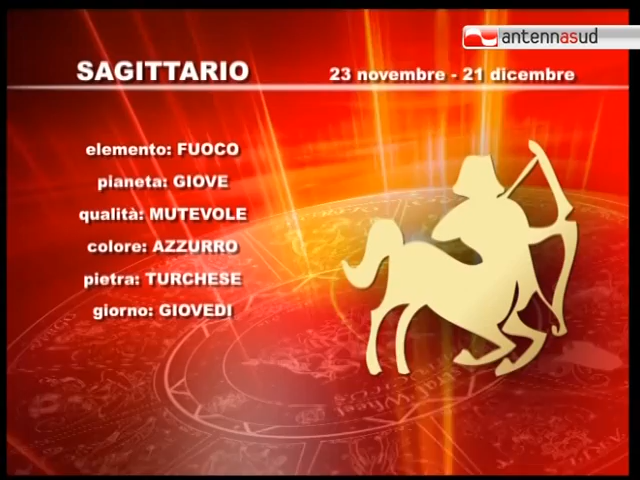 antennasud
SAGITTARIO
23 novembre - 21 dicembre
elemento: FUOCO
pianeta: GIOVE
qualità: MUTEVOLE
colore: AZZURRO
pietra: TURCHESE
giorno: GIOVEDI